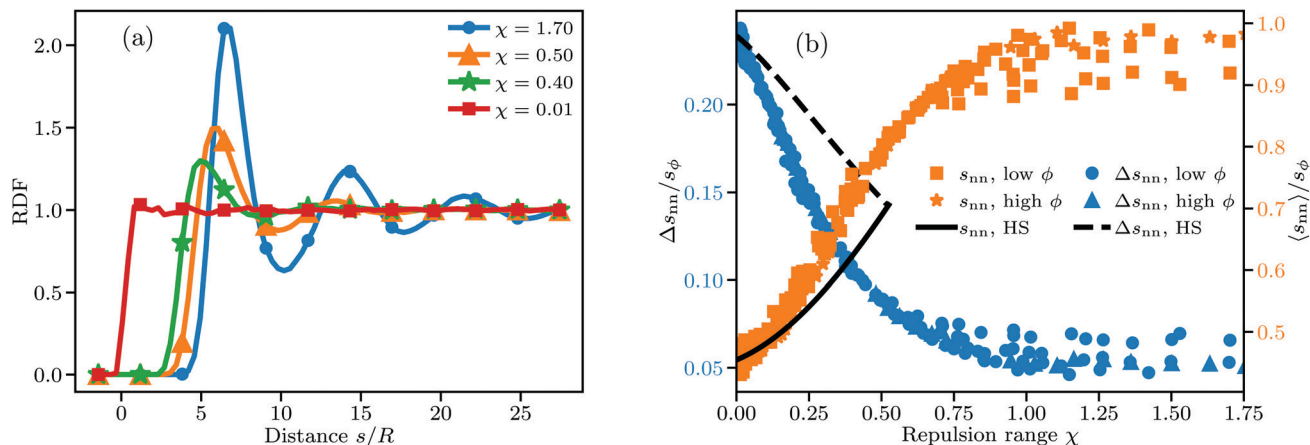 (a)
χ = 1.70
χ = 0.50
χ = 0.40
χ = 0.01
RDF
2.0
1.5
1.0
0.5
0.0
0 5 10 15 20 25
Distance s/R
(b)
Δs_nn/s_ϕ
0.20
0.15
0.10
0.05
s_nn, low ϕ
s_nn, high ϕ
s_nn, HS
Δs_nn, low ϕ
Δs_nn, high ϕ
Δs_nn, HS
1.0
0.9
0.8
0.7
0.6
0.5
⟨s_nn⟩/s_ϕ
0.00 0.25 0.50 0.75 1.00 1.25 1.50 1.75
Repulsion range χ